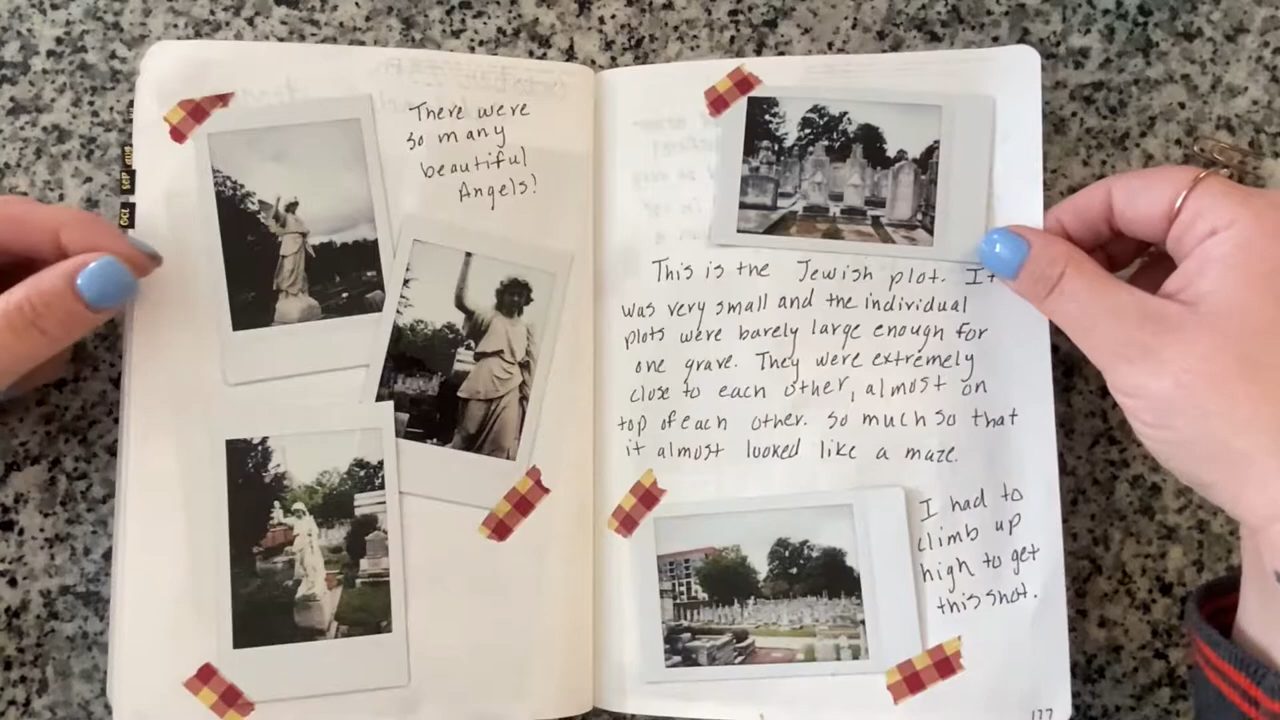 There were
so many
beautiful
Angels!
This is the Jewish plot. It
was very small and the individual
plots were barely large enough for
one grave. They were extremely
close to each other, almost on
top of each other. So much so that
it almost looked like a maze.
I had to
climb up
high to get
this shot.
AUG
SEP
OCT